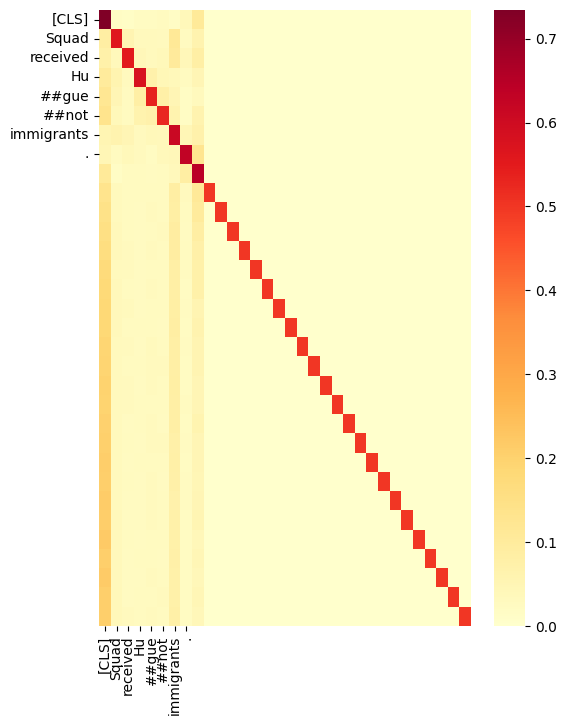 [CLS]
Squad
received
Hu
##gue
##not
immigrants
.
0.7
0.6
0.5
0.4
0.3
0.2
0.1
0.0
[CLS]
Squad
received
Hu
##gue
##not
immigrants
.